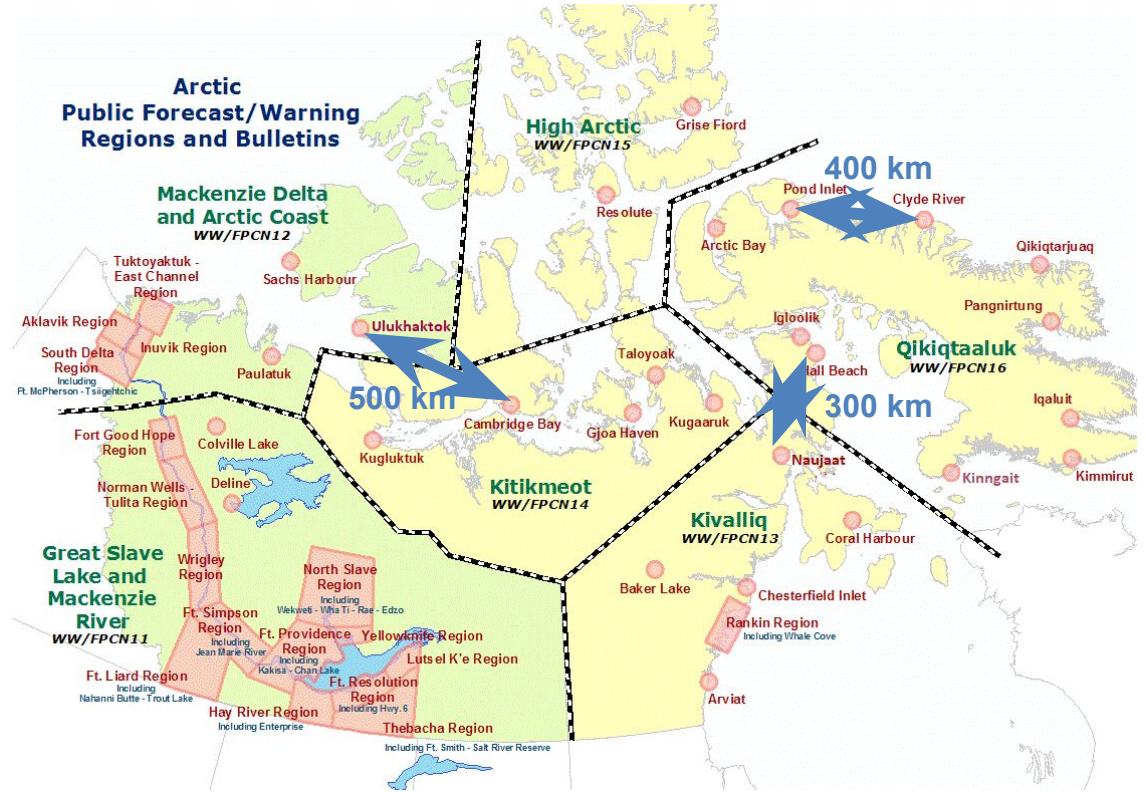 Arctic
Public Forecast/Warning
Regions and Bulletins
High Arctic
WW/FPCN15
Grise Fiord
Resolute
400 km
Pond Inlet
Clyde River
Arctic Bay
Qikiqtarjuaq
Pangnirtung
Mackenzie Delta
and Arctic Coast
WW/FPCN12
Sachs Harbour
Tuktoyaktuk -
East Channel
Region
Aklavik Region
Inuvik Region
South Delta
Region
Including
Ft. McPherson - Tsiigehtchic
Paulatuk
Ulukhaktok
500 km
Cambridge Bay
Kugluktuk
Taloyoak
Gjoa Haven
Kugaaruk
Igloolik
Hall Beach
Qikiqtaaluk
WW/FPCN16
300 km
Iqaluit
Kimmirut
Kinngait
Naujaat
Kitikmeot
WW/FPCN14
Kivalliq
WW/FPCN13
Coral Harbour
Baker Lake
Chesterfield Inlet
Rankin Region
Including Whale Cove
Arviat
Fort Good Hope
Region
Colville Lake
Deline
Norman Wells -
Tulita Region
Great Slave
Lake and
Mackenzie
River
WW/FPCN11
Wrigley
Region
North Slave
Region
Including
Wekweti - Wha Ti - Rae - Edzo
Ft. Simpson
Region
Including
Jean Marie River
Ft. Providence
Region
Including
Kakisa - Chan Lake
Yellowknife Region
Lutsel K'e Region
Ft. Liard Region
Including
Nahanni Butte - Trout Lake
Ft. Resolution
Region
Including Hwy. 6
Hay River Region
Including Enterprise
Thebacha Region
Including Ft. Smith - Salt River Reserve